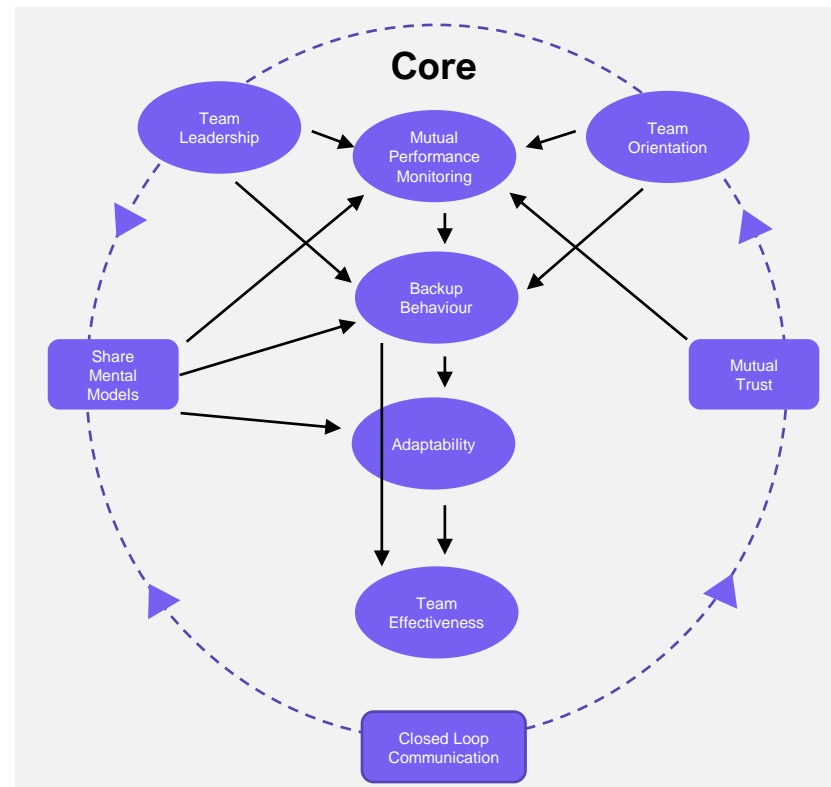 Core
Team
Leadership
Mutual
Performance
Monitoring
Team
Orientation
Backup
Behaviour
Share
Mental
Models
Mutual
Trust
Adaptability
Team
Effectiveness
Closed Loop
Communication